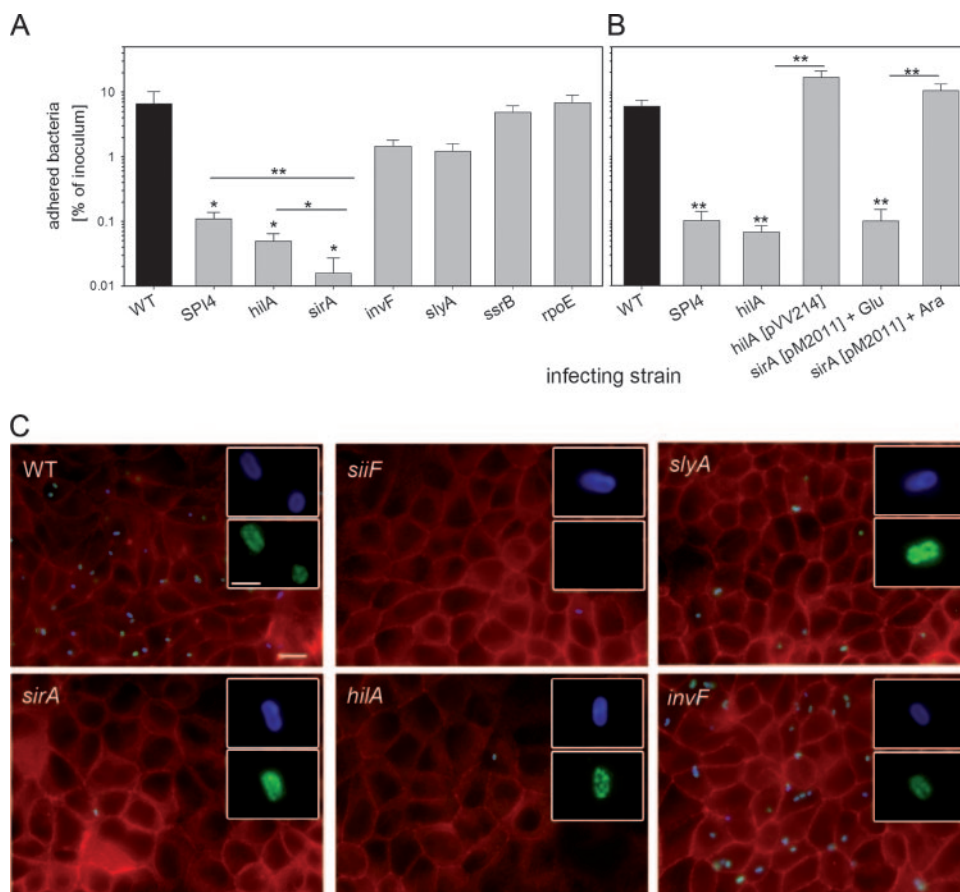 A
B
adhered bacteria
[% of inoculum]
10
1
0.1
0.01
**
*
*
*
*
WT
SPI4
hilA
sirA
invF
slyA
ssrB
rpoE
**
**
**
**
**
WT
SPI4
hilA
hilA [pVV214]
sirA [pM2011] + Glu
sirA [pM2011] + Ara
infecting strain
C
WT
siiF
slyA
sirA
hilA
invF